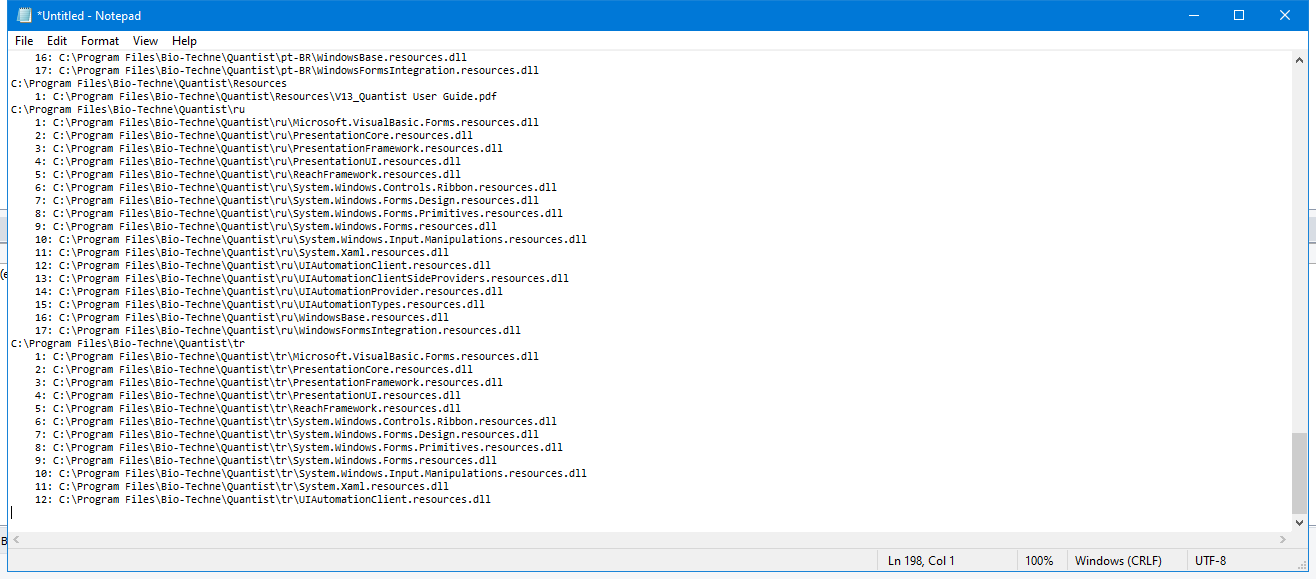 *Untitled - Notepad
File Edit Format View Help
16: C:\Program Files\Bio-Techne\Quantist\pt-BR\WindowsBase.resources.dll
17: C:\Program Files\Bio-Techne\Quantist\pt-BR\WindowsFormsIntegration.resources.dll
C:\Program Files\Bio-Techne\Quantist\Resources
1: C:\Program Files\Bio-Techne\Quantist\Resources\V13_Quantist User Guide.pdf
C:\Program Files\Bio-Techne\Quantist\ru
1: C:\Program Files\Bio-Techne\Quantist\ru\Microsoft.VisualBasic.Forms.resources.dll
2: C:\Program Files\Bio-Techne\Quantist\ru\PresentationCore.resources.dll
3: C:\Program Files\Bio-Techne\Quantist\ru\PresentationFramework.resources.dll
4: C:\Program Files\Bio-Techne\Quantist\ru\PresentationUI.resources.dll
5: C:\Program Files\Bio-Techne\Quantist\ru\ReachFramework.resources.dll
6: C:\Program Files\Bio-Techne\Quantist\ru\System.Windows.Controls.Ribbon.resources.dll
7: C:\Program Files\Bio-Techne\Quantist\ru\System.Windows.Forms.Design.resources.dll
8: C:\Program Files\Bio-Techne\Quantist\ru\System.Windows.Forms.Primitives.resources.dll
9: C:\Program Files\Bio-Techne\Quantist\ru\System.Windows.Forms.resources.dll
10: C:\Program Files\Bio-Techne\Quantist\ru\System.Windows.Input.Manipulations.resources.dll
11: C:\Program Files\Bio-Techne\Quantist\ru\System.Xaml.resources.dll
12: C:\Program Files\Bio-Techne\Quantist\ru\UIAutomationClient.resources.dll
13: C:\Program Files\Bio-Techne\Quantist\ru\UIAutomationClientSideProviders.resources.dll
14: C:\Program Files\Bio-Techne\Quantist\ru\UIAutomationProvider.resources.dll
15: C:\Program Files\Bio-Techne\Quantist\ru\UIAutomationTypes.resources.dll
16: C:\Program Files\Bio-Techne\Quantist\ru\WindowsBase.resources.dll
17: C:\Program Files\Bio-Techne\Quantist\ru\WindowsFormsIntegration.resources.dll
C:\Program Files\Bio-Techne\Quantist\tr
1: C:\Program Files\Bio-Techne\Quantist\tr\Microsoft.VisualBasic.Forms.resources.dll
2: C:\Program Files\Bio-Techne\Quantist\tr\PresentationCore.resources.dll
3: C:\Program Files\Bio-Techne\Quantist\tr\PresentationFramework.resources.dll
4: C:\Program Files\Bio-Techne\Quantist\tr\PresentationUI.resources.dll
5: C:\Program Files\Bio-Techne\Quantist\tr\ReachFramework.resources.dll
6: C:\Program Files\Bio-Techne\Quantist\tr\System.Windows.Controls.Ribbon.resources.dll
7: C:\Program Files\Bio-Techne\Quantist\tr\System.Windows.Forms.Design.resources.dll
8: C:\Program Files\Bio-Techne\Quantist\tr\System.Windows.Forms.Primitives.resources.dll
9: C:\Program Files\Bio-Techne\Quantist\tr\System.Windows.Forms.resources.dll
10: C:\Program Files\Bio-Techne\Quantist\tr\System.Windows.Input.Manipulations.resources.dll
11: C:\Program Files\Bio-Techne\Quantist\tr\System.Xaml.resources.dll
12: C:\Program Files\Bio-Techne\Quantist\tr\UIAutomationClient.resources.dll
Ln 198, Col 1 100% Windows (CRLF) UTF-8